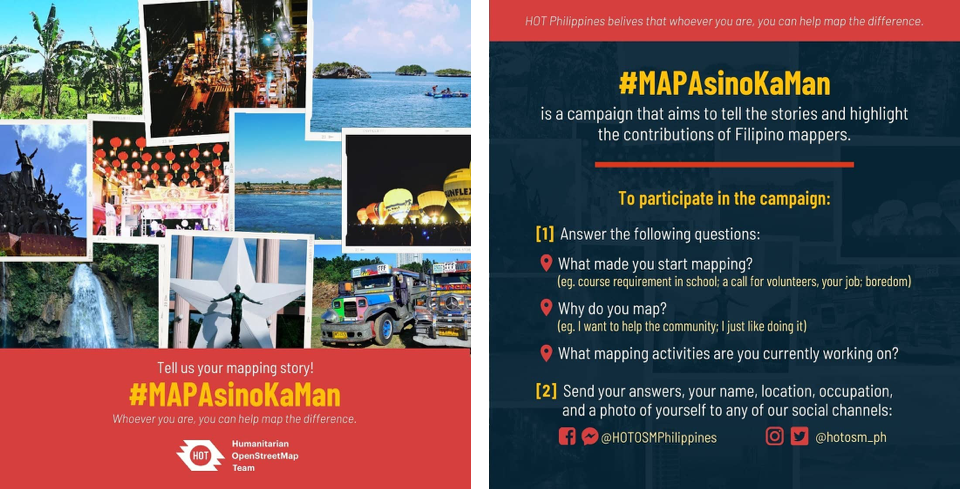 Tell us your mapping story!
#MAPAsinoKaMan
Whoever you are, you can help map the difference.
HOT
Humanitarian
OpenStreetMap
Team
HOT Philippines belives that whoever you are, you can help map the difference.
#MAPAsinoKaMan
is a campaign that aims to tell the stories and highlight
the contributions of Filipino mappers.
To participate in the campaign:
[1] Answer the following questions:
What made you start mapping?
(eg. course requirement in school; a call for volunteers, your job; boredom)
Why do you map?
(eg. I want to help the community; I just like doing it)
What mapping activities are you currently working on?
[2] Send your answers, your name, location, occupation,
and a photo of yourself to any of our social channels:
@HOTOSMPhilippines
@hotosm_ph